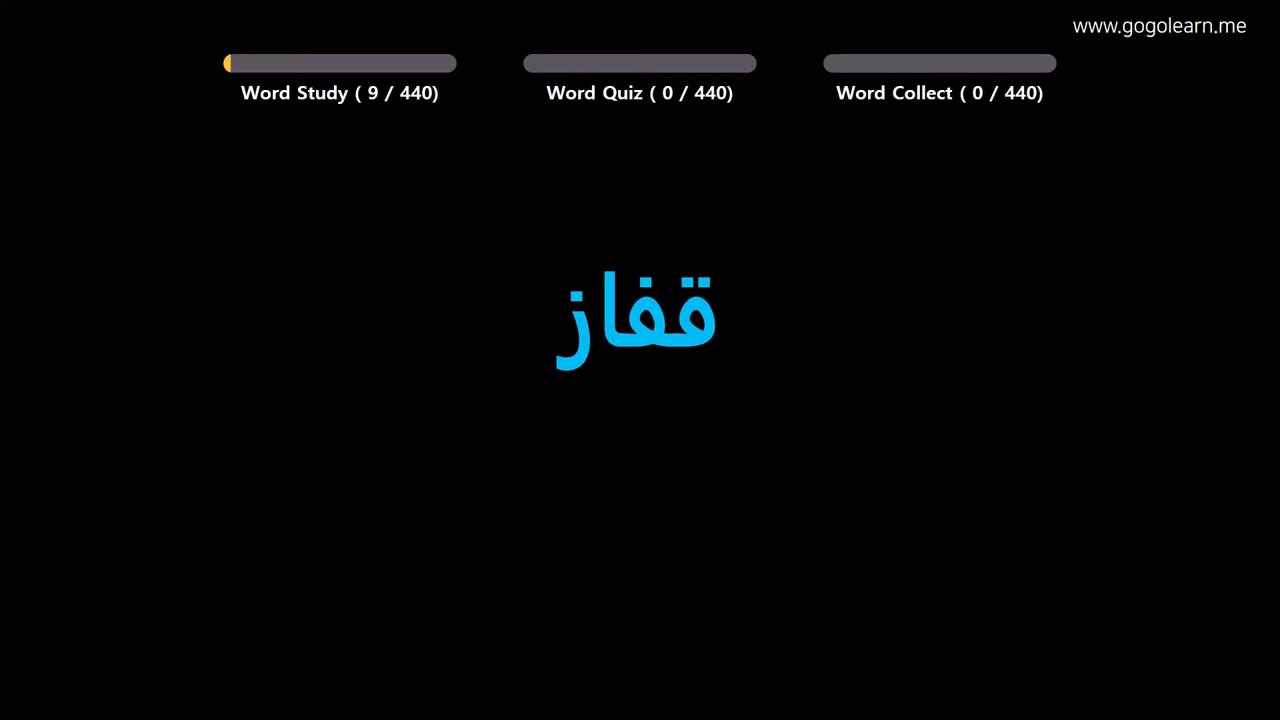 www.gogolearn.me
Word Study ( 9 / 440)
Word Quiz ( 0 / 440)
Word Collect ( 0 / 440)
قفاز